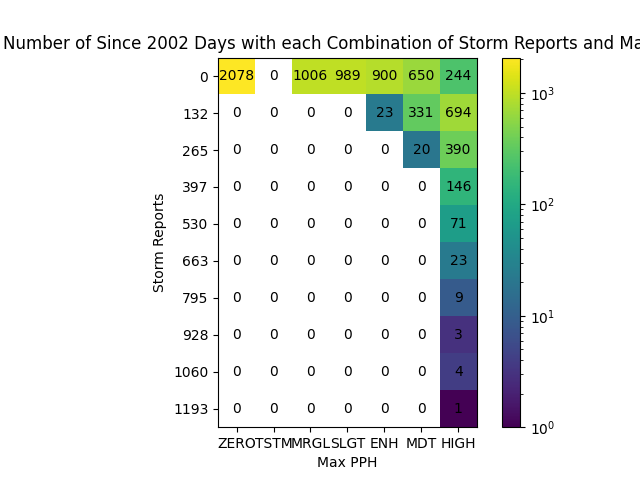 Number of Since 2002 Days with each Combination of Storm Reports and Ma
0 2078 0 1006 989 900 650 244
132 0 0 0 0 23 331 694
265 0 0 0 0 0 20 390
397 0 0 0 0 0 0 146
530 0 0 0 0 0 0 71
663 0 0 0 0 0 0 23
795 0 0 0 0 0 0 9
928 0 0 0 0 0 0 3
1060 0 0 0 0 0 0 4
1193 0 0 0 0 0 0 1
ZERO TSTM MRGL SLGT ENH MDT HIGH
Max PPH
Storm Reports
10³
10²
10¹
10⁰